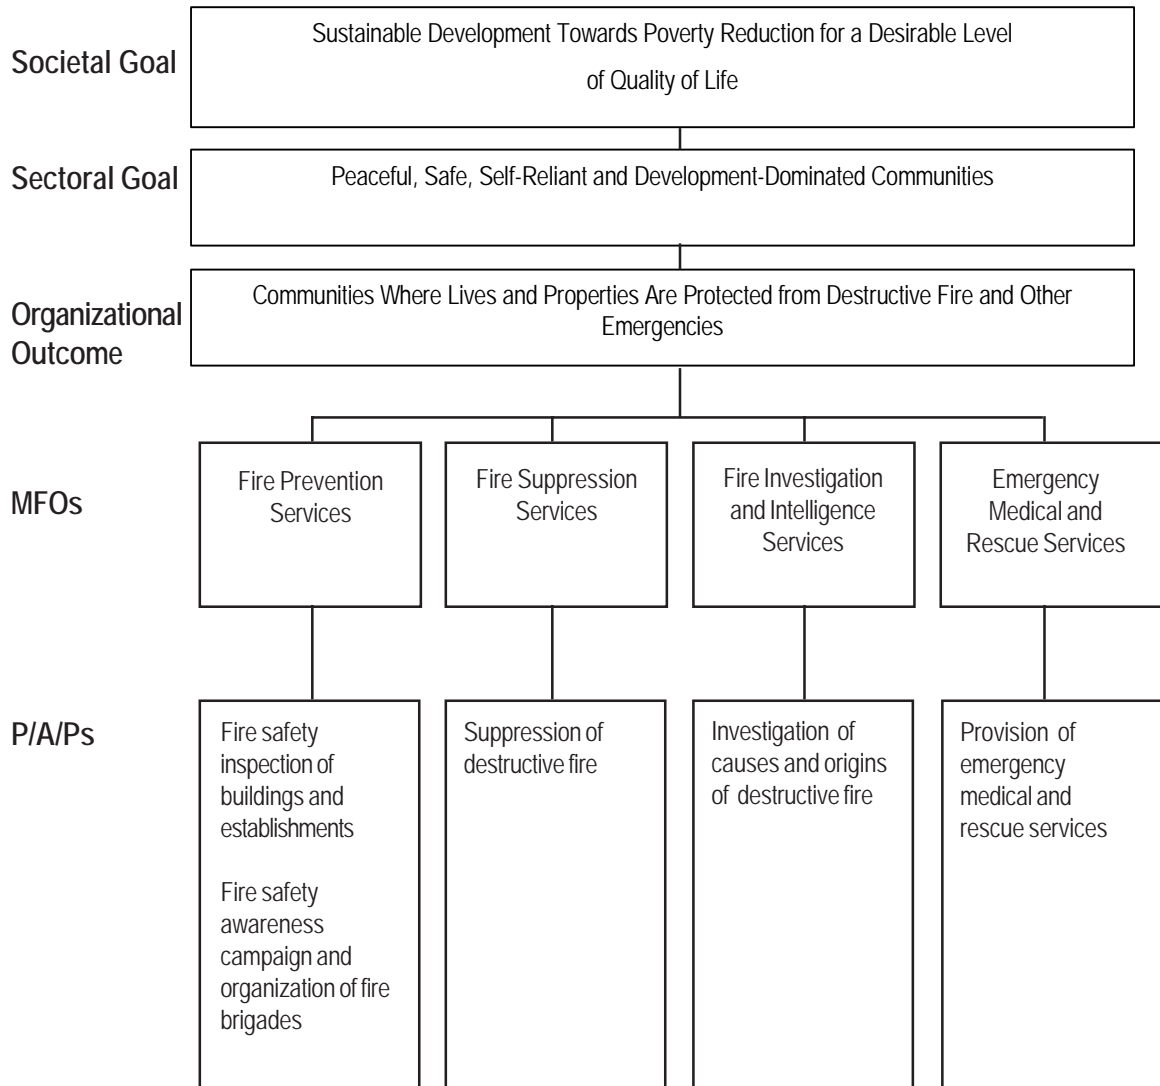 Societal Goal
Sustainable Development Towards Poverty Reduction for a Desirable Level
of Quality of Life
Sectoral Goal
Peaceful, Safe, Self-Reliant and Development-Dominated Communities
Organizational
Outcome
Communities Where Lives and Properties Are Protected from Destructive Fire and Other
Emergencies
MFOs
Fire Prevention
Services
Fire Suppression
Services
Fire Investigation
and Intelligence
Services
Emergency
Medical and
Rescue Services
P/A/Ps
Fire safety
inspection of
buildings and
establishments
Fire safety
awareness
campaign and
organization of fire
brigades
Suppression of
destructive fire
Investigation of
causes and origins
of destructive fire
Provision of
emergency
medical and
rescue services